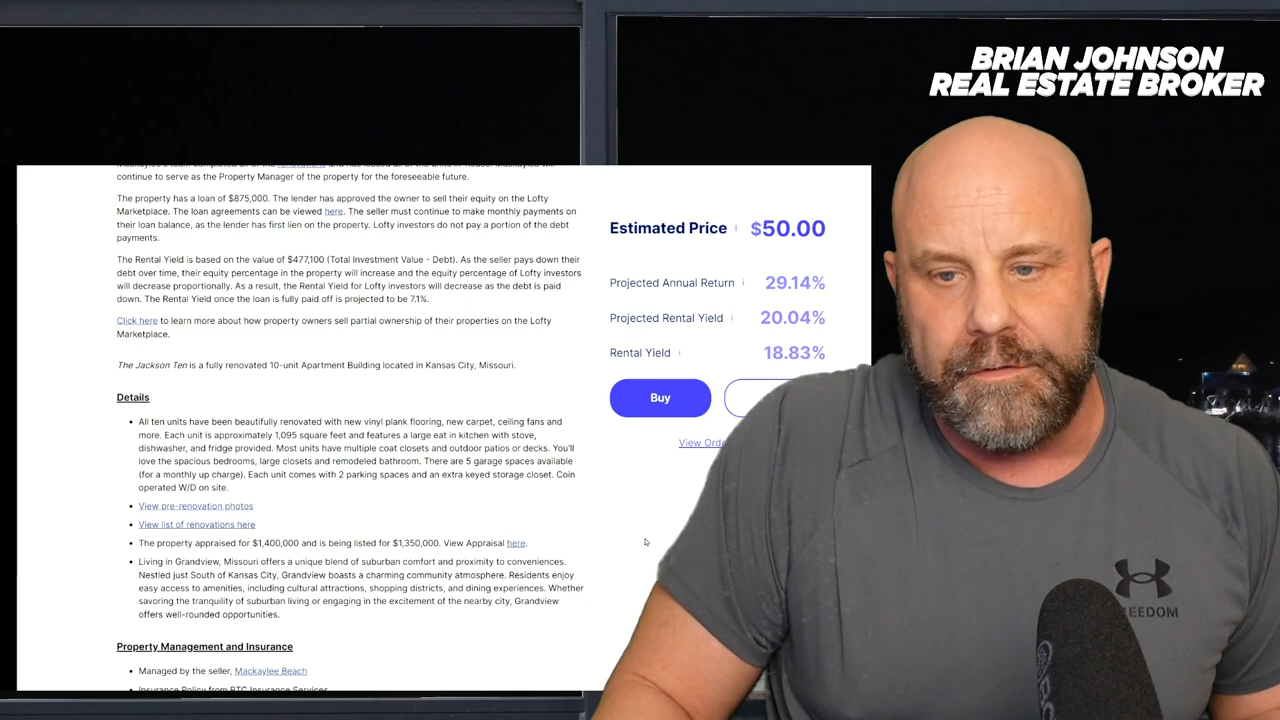 BRIAN JOHNSON
REAL ESTATE BROKER
continue to serve as the Property Manager of the property for the foreseeable future.
The property has a loan of $875,000. The lender has approved the owner to sell their equity on the Lofty
Marketplace. The loan agreements can be viewed here. The seller must continue to make monthly payments on
their loan balance, as the lender has first lien on the property. Lofty investors do not pay a portion of the debt
payments.
The Rental Yield is based on the value of $477,100 (Total Investment Value - Debt). As the seller pays down their
debt over time, their equity percentage in the property will increase and the equity percentage of Lofty investors
will decrease proportionally. As a result, the Rental Yield for Lofty investors will decrease as the debt is paid
down. The Rental Yield once the loan is fully paid off is projected to be 7.1%.
Click here to learn more about how property owners sell partial ownership of their properties on the Lofty
Marketplace.
The Jackson Ten is a fully renovated 10-unit Apartment Building located in Kansas City, Missouri.
Details
All ten units have been beautifully renovated with new vinyl plank flooring, new carpet, ceiling fans and
more. Each unit is approximately 1,095 square feet and features a large eat in kitchen with stove,
dishwasher, and fridge provided. Most units have multiple coat closets and outdoor patios or decks. You'll
love the spacious bedrooms, large closets and remodeled bathroom. There are 5 garage spaces available
(for a monthly up charge). Each unit comes with 2 parking spaces and an extra keyed storage closet. Coin
operated W/D on site.
View pre-renovation photos
View list of renovations here
The property appraised for $1,400,000 and is being listed for $1,350,000. View Appraisal here.
Living in Grandview, Missouri offers a unique blend of suburban comfort and proximity to conveniences.
Nestled just South of Kansas City, Grandview boasts a charming community atmosphere. Residents enjoy
easy access to amenities, including cultural attractions, shopping districts, and dining experiences. Whether
savoring the tranquility of suburban living or engaging in the excitement of the nearby city, Grandview
offers well-rounded opportunities.
Property Management and Insurance
Managed by the seller, Mackaylee Beach
Insurance Policy from BTC Insurance Services
Estimated Price $50.00
Projected Annual Return 29.14%
Projected Rental Yield 20.04%
Rental Yield 18.83%
Buy
View